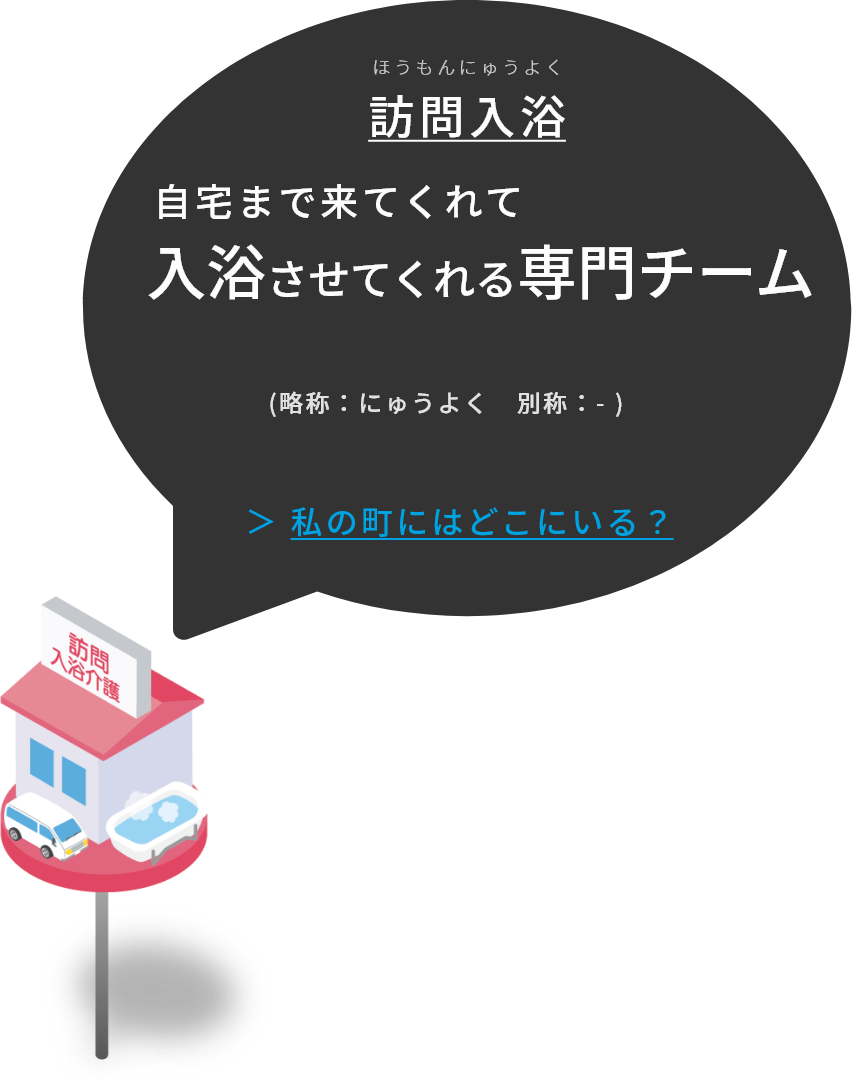 ほうもんにゅうよく
訪問入浴
自宅まで来てくれて
入浴させてくれる専門チーム
(略称：にゅうよく　別称：- )
＞ 私の町にはどこにいる？
訪問
入浴介護